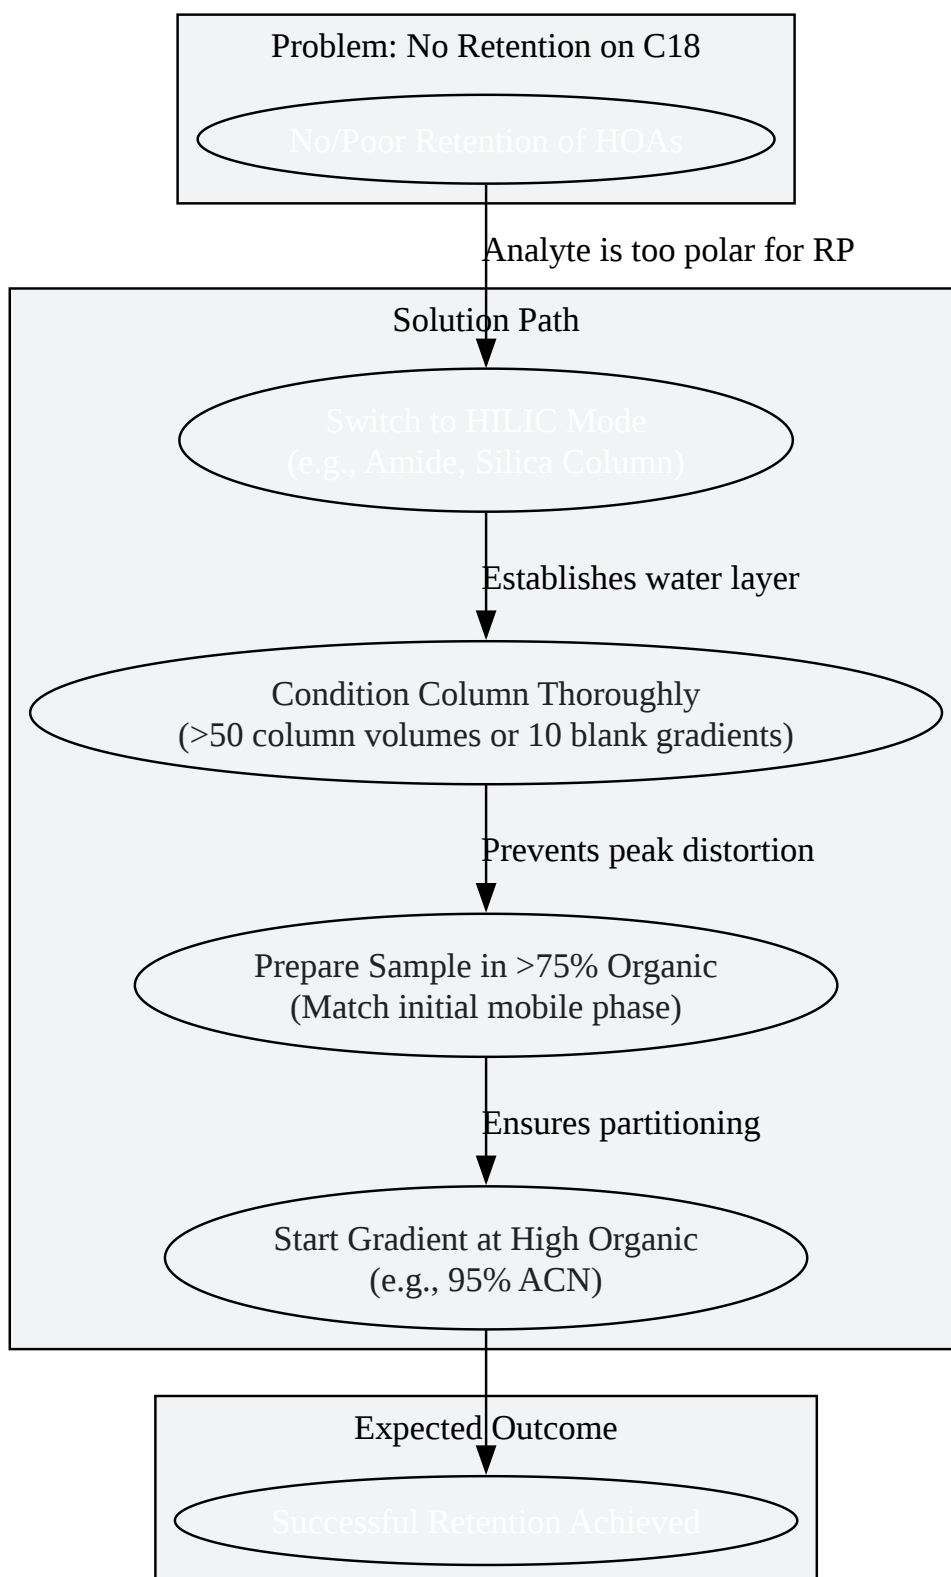 Problem: No Retention on C18
No/Poor Retention of HOAs
Analyte is too polar for RP
Solution Path
Switch to HILIC Mode
(e.g., Amide, Silica Column)
Establishes water layer
Condition Column Thoroughly
(>50 column volumes or 10 blank gradients)
Prevents peak distortion
Prepare Sample in >75% Organic
(Match initial mobile phase)
Ensures partitioning
Start Gradient at High Organic
(e.g., 95% ACN)
Expected Outcome
Successful Retention Achieved